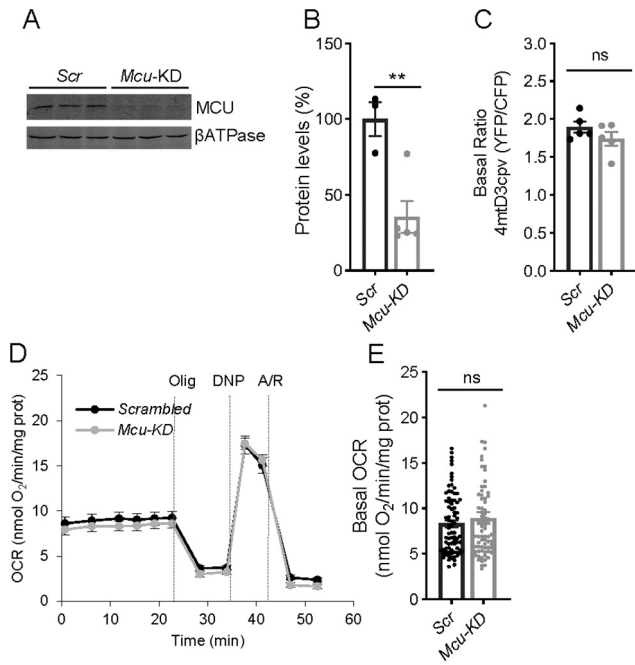 A
Scr Mcu-KD
MCU
βATPase
B
Protein levels (%)
150
100
50
0
**
Scr
Mcu-KD
C
Basal Ratio
4mtD3cpv (YFP/CFP)
3.0
2.5
2.0
1.5
1.0
0.5
0.0
ns
Scr
Mcu-KD
D
OCR (nmol O₂/min/mg prot)
25
20
15
10
5
0
Olig DNP A/R
Scrambled
Mcu-KD
0 10 20 30 40 50 60
Time (min)
E
Basal OCR
(nmol O₂/min/mg prot)
25
20
15
10
5
0
ns
Scr
Mcu-KD